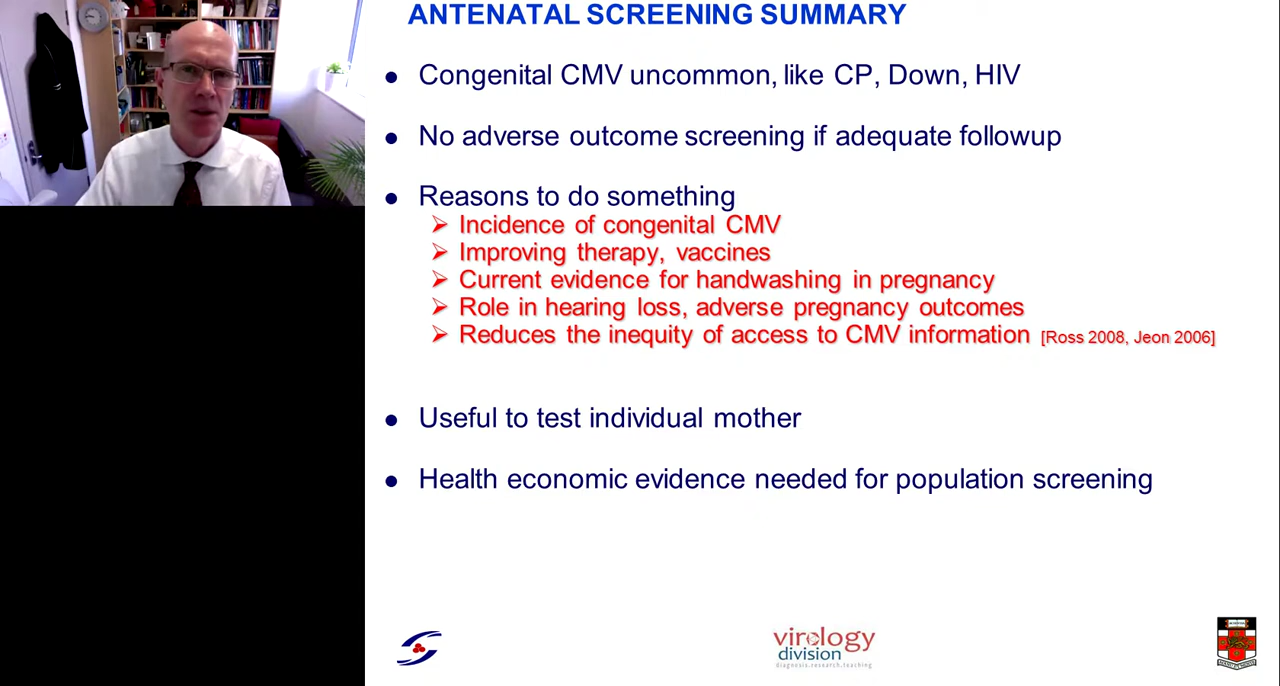 ANTENATAL SCREENING SUMMARY
Congenital CMV uncommon, like CP, Down, HIV
No adverse outcome screening if adequate followup
Reasons to do something
Incidence of congenital CMV
Improving therapy, vaccines
Current evidence for handwashing in pregnancy
Role in hearing loss, adverse pregnancy outcomes
Reduces the inequity of access to CMV information [Ross 2008, Jeon 2006]
Useful to test individual mother
Health economic evidence needed for population screening
virology
division
diagnosis.research.teaching